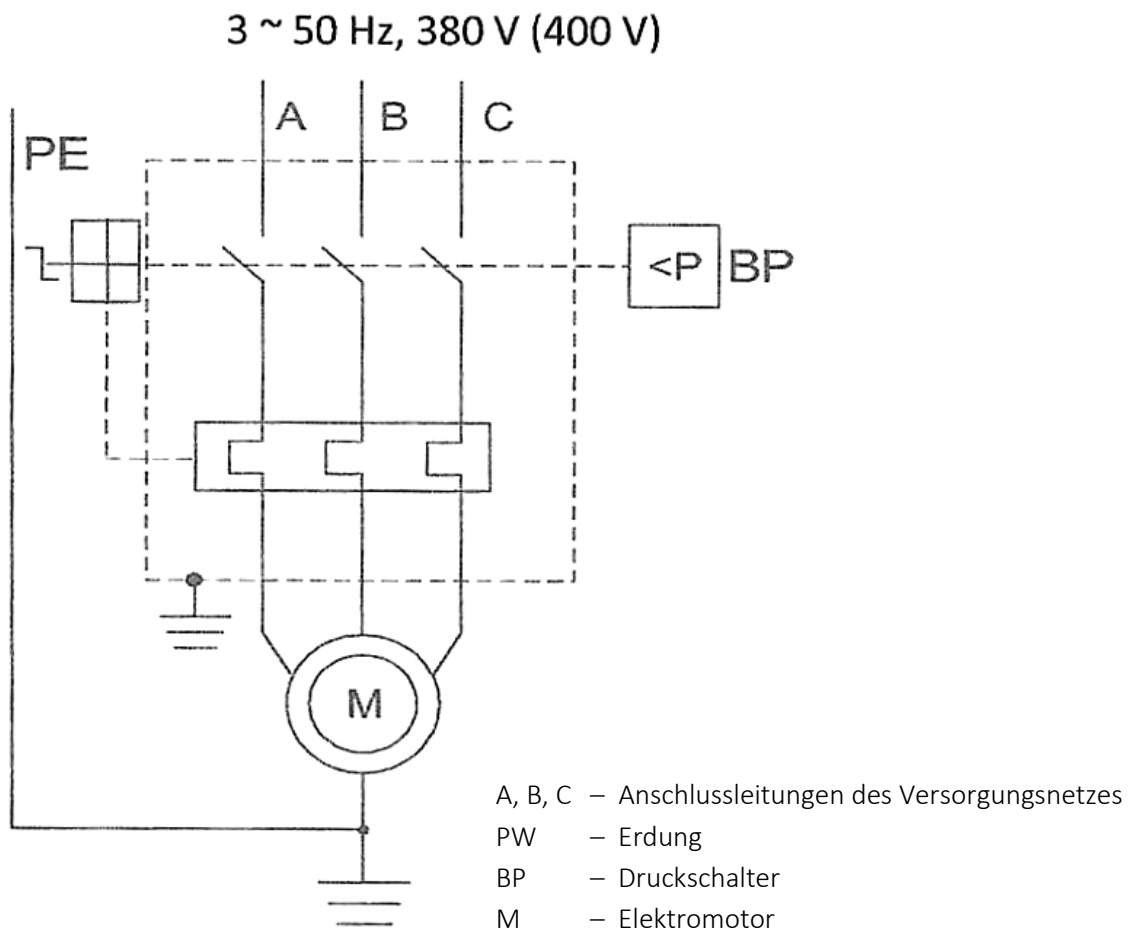 3 ~ 50 Hz, 380 V (400 V)
A B C
PE
<P BP
M
A, B, C – Anschlussleitungen des Versorgungsnetzes
PW – Erdung
BP – Druckschalter
M – Elektromotor